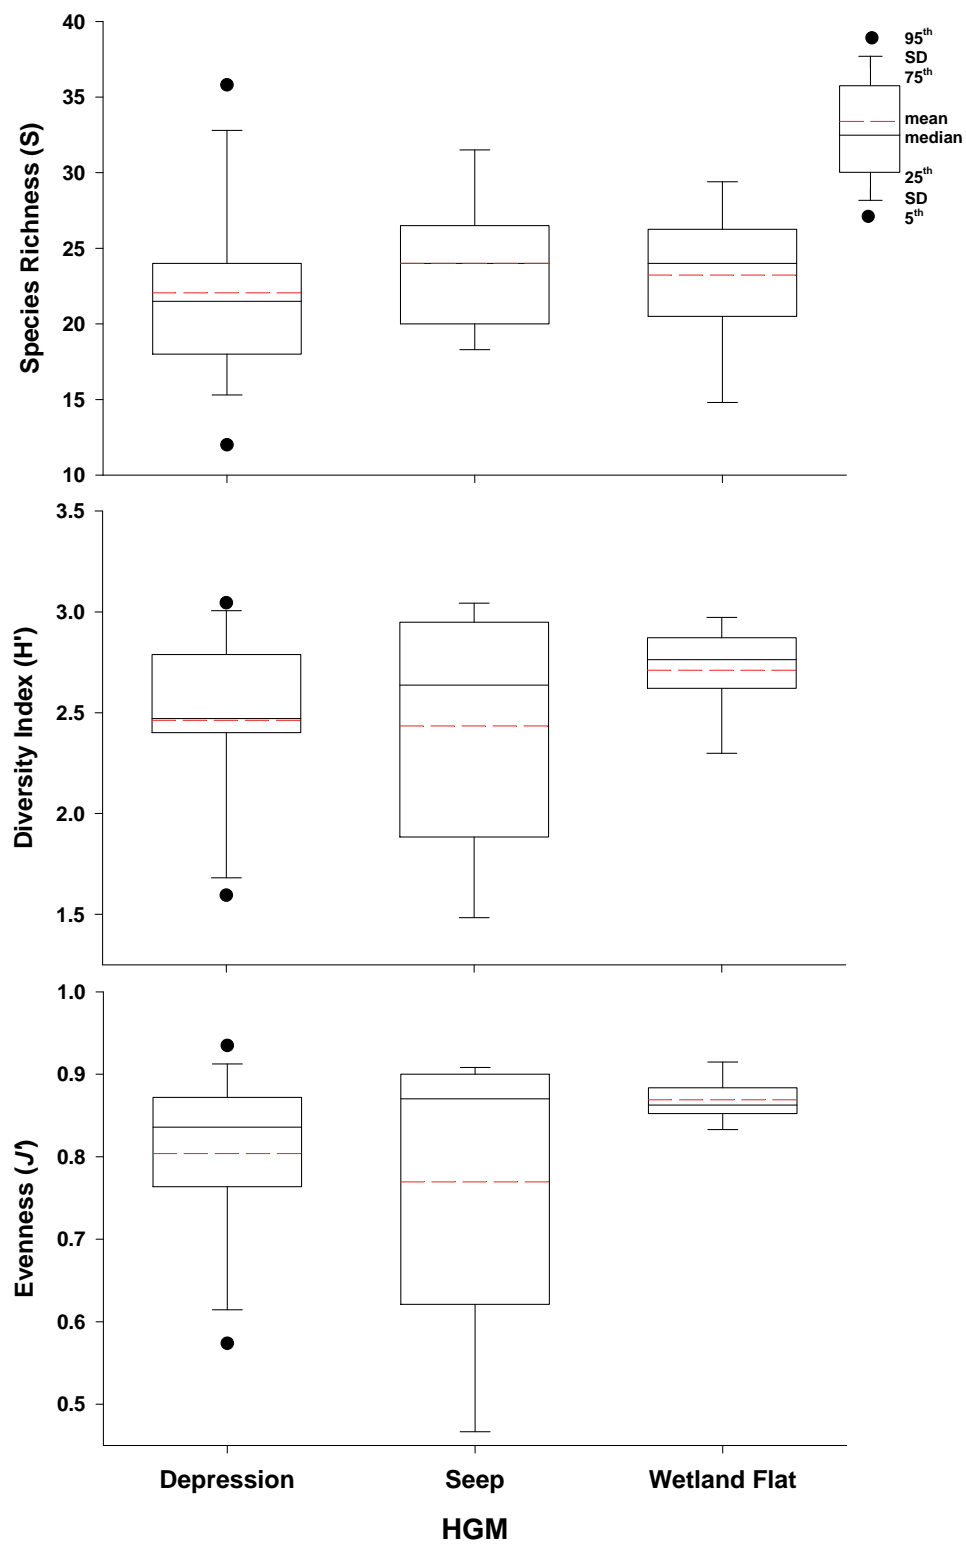 40
35
30
25
20
15
10
Species Richness (S)
95th
SD
75th
mean
median
25th
SD
5th
3.5
3.0
2.5
2.0
1.5
Diversity Index (H')
1.0
0.9
0.8
0.7
0.6
0.5
Evenness (J')
Depression Seep Wetland Flat
HGM